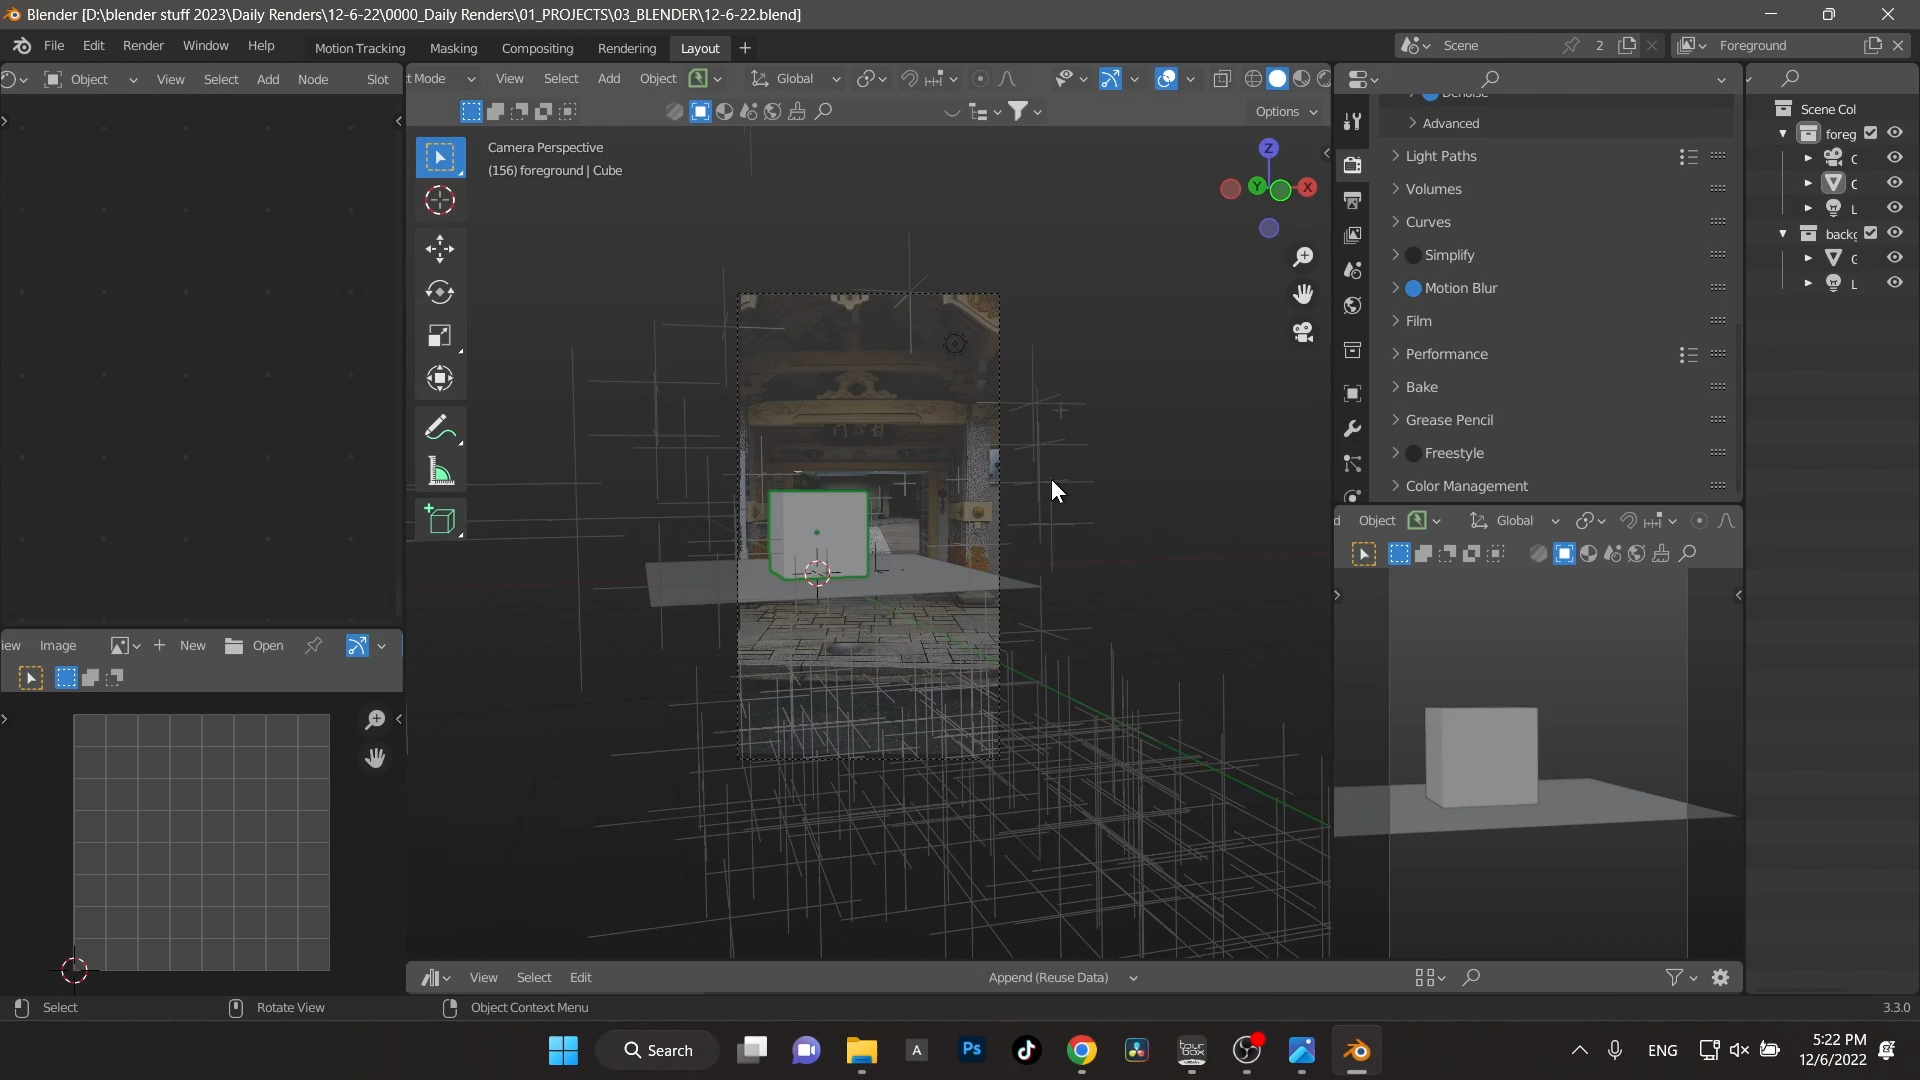 Blender [D:\blender stuff 2023\Daily Renders\12-6-22\0000_Daily Renders\01_PROJECTS\03_BLENDER\12-6-22.blend]
File Edit Render Window Help Motion Tracking Masking Compositing Rendering Layout Scene 2 Foreground
Object View Select Add Node Slot
t Mode View Select Add Object Global
Options
Camera Perspective
(156) foreground | Cube
Z
Y
X
Advanced
Light Paths
Volumes
Curves
Simplify
Motion Blur
Film
Performance
Bake
Grease Pencil
Freestyle
Color Management
Scene Col
foreg
C
C
L
backg
C
L
d Object Global
iew Image New Open
View Select Edit Append (Reuse Data)
Select Rotate View Object Context Menu 3.3.0
Search A Ps ENG 5:22 PM
12/6/2022